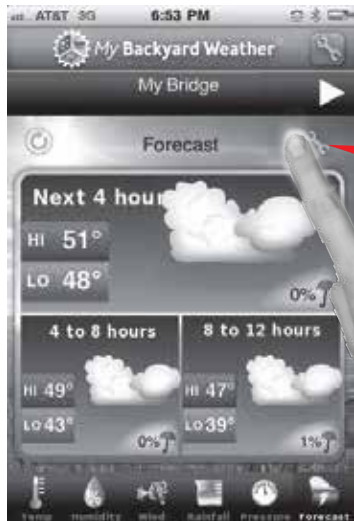 AT&T 3G 6:53 PM
My Backyard Weather
My Bridge
Forecast
Next 4 hour
HI 51°
LO 48°
0%
4 to 8 hours 8 to 12 hours
HI 49° HI 47°
LO 43° LO 39°
0% 1%
Temp Humidity Wind Rainfall Pressure Forecast